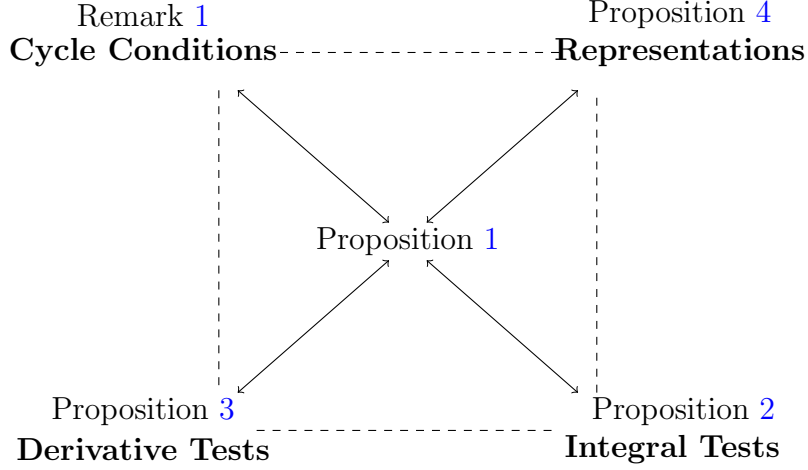 Remark 1
Cycle Conditions
Proposition 4
Representations
Proposition 1
Proposition 3
Derivative Tests
Proposition 2
Integral Tests